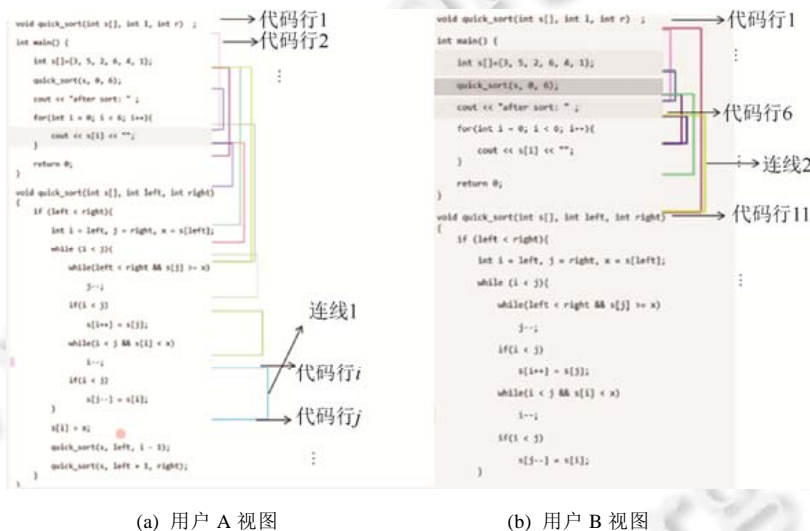 void quick_sort(int s[], int l, int r)  ;
int main() {
int s[]={3, 5, 2, 6, 4, 1};
quick_sort(s, 0, 6);
cout << "after sort: " ;
for(int i = 0; i < 6; i++){
cout << s[i] << "";
}
return 0;
}
void quick_sort(int s[], int left, int right)
{
if (left < right){
int i = left, j = right, x = s[left];
while (i < j){
while(left < right && s[j] >= x)
j--;
if(i < j)
s[i++] = s[j];
while(i < j && s[i] < x)
i--;
if(i < j)
s[j--] = s[i];
}
s[i] = x;
quick_sort(s, left, i - 1);
quick_sort(s, left + 1, right);
}
}
代码行1
代码行2
⋮
连线1
代码行i
代码行j
⋮
(a) 用户 A 视图
void quick_sort(int s[], int l, int r)  ;
int main() {
int s[]={3, 5, 2, 6, 4, 1};
quick_sort(s, 0, 6);
cout << "after sort: " ;
for(int i = 0; i < 6; i++){
cout << s[i] << "";
}
return 0;
}
void quick_sort(int s[], int left, int right)
{
if (left < right){
int i = left, j = right, x = s[left];
while (i < j){
while(left < right && s[j] >= x)
j--;
if(i < j)
s[i++] = s[j];
while(i < j && s[i] < x)
i--;
if(i < j)
s[j--] = s[i];
}
代码行1
⋮
代码行6
⋮
连线2
代码行11
⋮
(b) 用户 B 视图